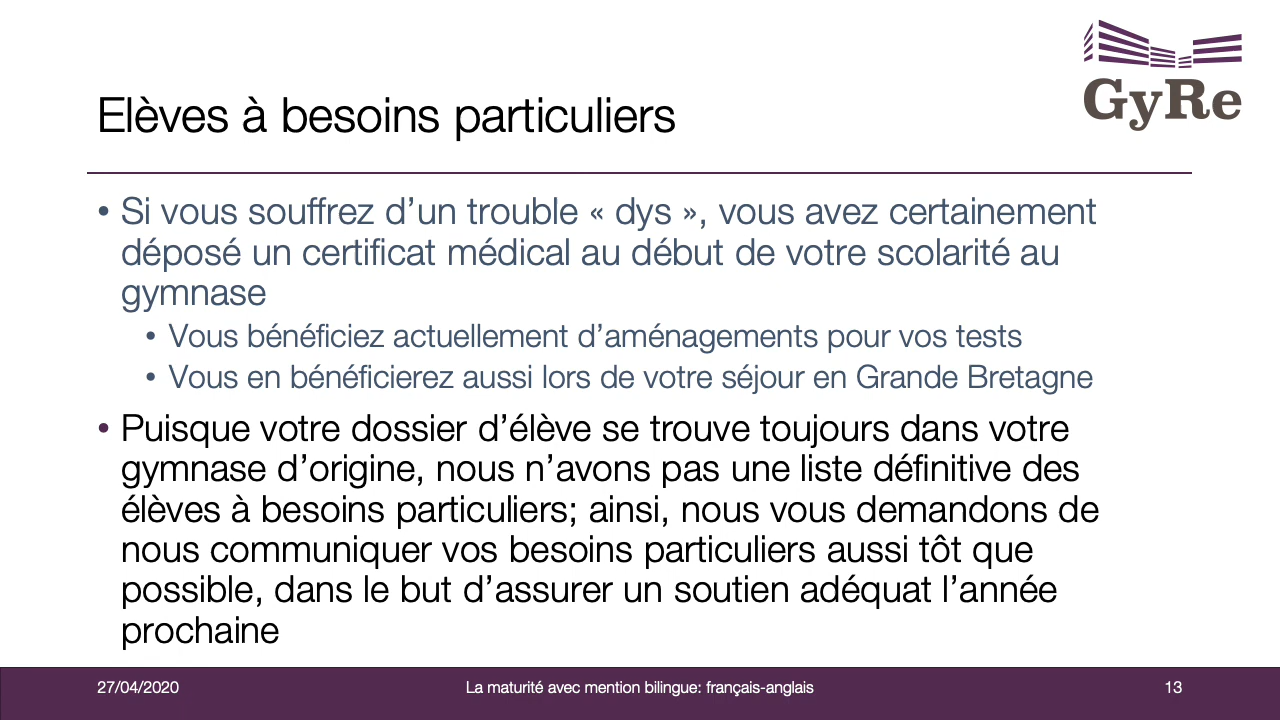 GyRe
Elèves à besoins particuliers
• Si vous souffrez d’un trouble « dys », vous avez certainement
déposé un certificat médical au début de votre scolarité au
gymnase
• Vous bénéficiez actuellement d’aménagements pour vos tests
• Vous en bénéficierez aussi lors de votre séjour en Grande Bretagne
• Puisque votre dossier d’élève se trouve toujours dans votre
gymnase d’origine, nous n’avons pas une liste définitive des
élèves à besoins particuliers; ainsi, nous vous demandons de
nous communiquer vos besoins particuliers aussi tôt que
possible, dans le but d’assurer un soutien adéquat l’année
prochaine
27/04/2020
La maturité avec mention bilingue: français-anglais
13